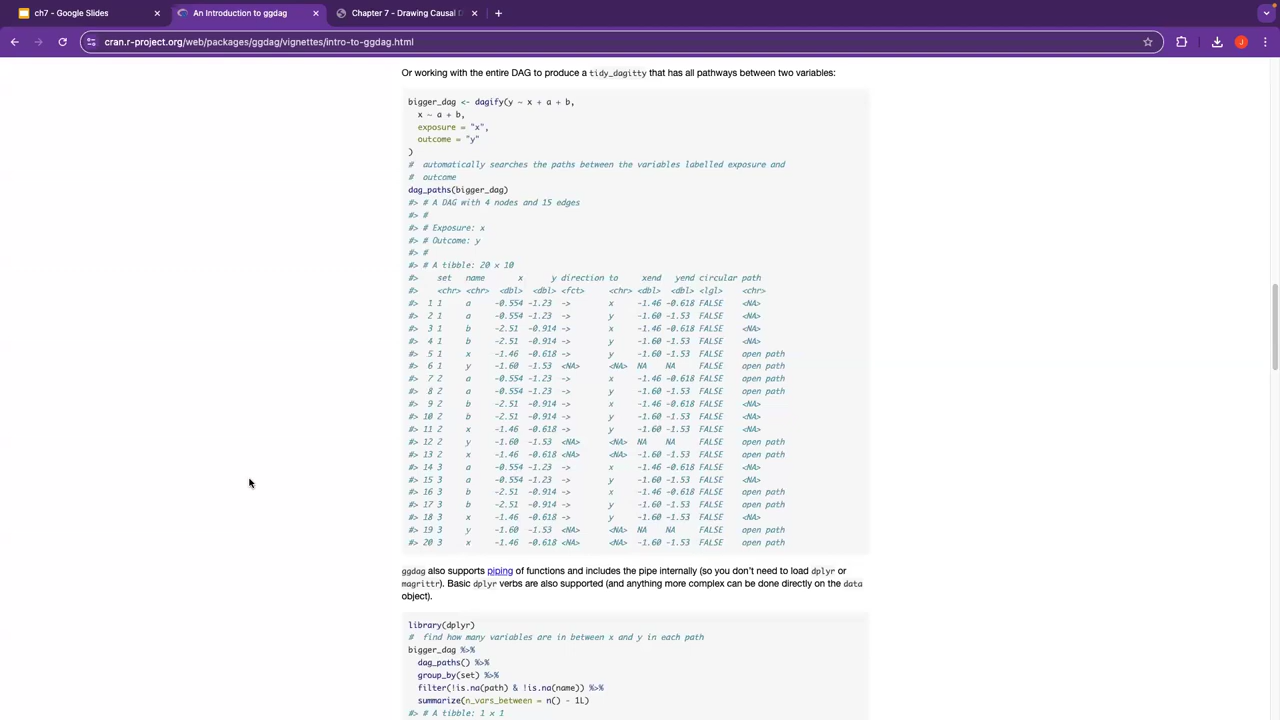 ch7 - Google Slides
An Introduction to ggdag
Chapter 7 - Drawing Causal D
cran.r-project.org/web/packages/ggdag/vignettes/intro-to-ggdag.html
J
Or working with the entire DAG to produce a tidy_dagitty that has all pathways between two variables:
bigger_dag <- dagify(y ~ x + a + b,
x ~ a + b,
exposure = "x",
outcome = "y"
)
# automatically searches the paths between the variables labelled exposure and
# outcome
dag_paths(bigger_dag)
#> # A DAG with 4 nodes and 15 edges
#> #
#> # Exposure: x
#> # Outcome: y
#> #
#> # A tibble: 20 × 10
#> set name x y direction to xend yend circular path
#> <chr> <chr> <dbl> <dbl> <fct> <chr> <dbl> <dbl> <lgl> <chr>
#> 1 1 a -0.554 -1.23 -> x -1.46 -0.618 FALSE <NA>
#> 2 1 a -0.554 -1.23 -> y -1.60 -1.53 FALSE <NA>
#> 3 1 b -2.51 -0.914 -> x -1.46 -0.618 FALSE <NA>
#> 4 1 b -2.51 -0.914 -> y -1.60 -1.53 FALSE <NA>
#> 5 1 x -1.46 -0.618 -> y -1.60 -1.53 FALSE open path
#> 6 1 y -1.60 -1.53 <NA> <NA> NA NA FALSE open path
#> 7 2 a -0.554 -1.23 -> x -1.46 -0.618 FALSE open path
#> 8 2 a -0.554 -1.23 -> y -1.60 -1.53 FALSE open path
#> 9 2 b -2.51 -0.914 -> x -1.46 -0.618 FALSE <NA>
#> 10 2 b -2.51 -0.914 -> y -1.60 -1.53 FALSE <NA>
#> 11 2 x -1.46 -0.618 -> y -1.60 -1.53 FALSE <NA>
#> 12 2 y -1.60 -1.53 <NA> <NA> NA NA FALSE open path
#> 13 2 x -1.46 -0.618 <NA> <NA> -1.60 -1.53 FALSE open path
#> 14 3 a -0.554 -1.23 -> x -1.46 -0.618 FALSE <NA>
#> 15 3 a -0.554 -1.23 -> y -1.60 -1.53 FALSE <NA>
#> 16 3 b -2.51 -0.914 -> x -1.46 -0.618 FALSE open path
#> 17 3 b -2.51 -0.914 -> y -1.60 -1.53 FALSE open path
#> 18 3 x -1.46 -0.618 -> y -1.60 -1.53 FALSE <NA>
#> 19 3 y -1.60 -1.53 <NA> <NA> NA NA FALSE open path
#> 20 3 x -1.46 -0.618 <NA> <NA> -1.60 -1.53 FALSE open path
ggdag also supports piping of functions and includes the pipe internally (so you don't need to load dplyr or
magrittr). Basic dplyr verbs are also supported (and anything more complex can be done directly on the data
object).
library(dplyr)
# find how many variables are in between x and y in each path
bigger_dag %>%
dag_paths() %>%
group_by(set) %>%
filter(!is.na(path) & !is.na(name)) %>%
summarize(n_vars_between = n() - 1L)
#> # A tibble: 1 × 1